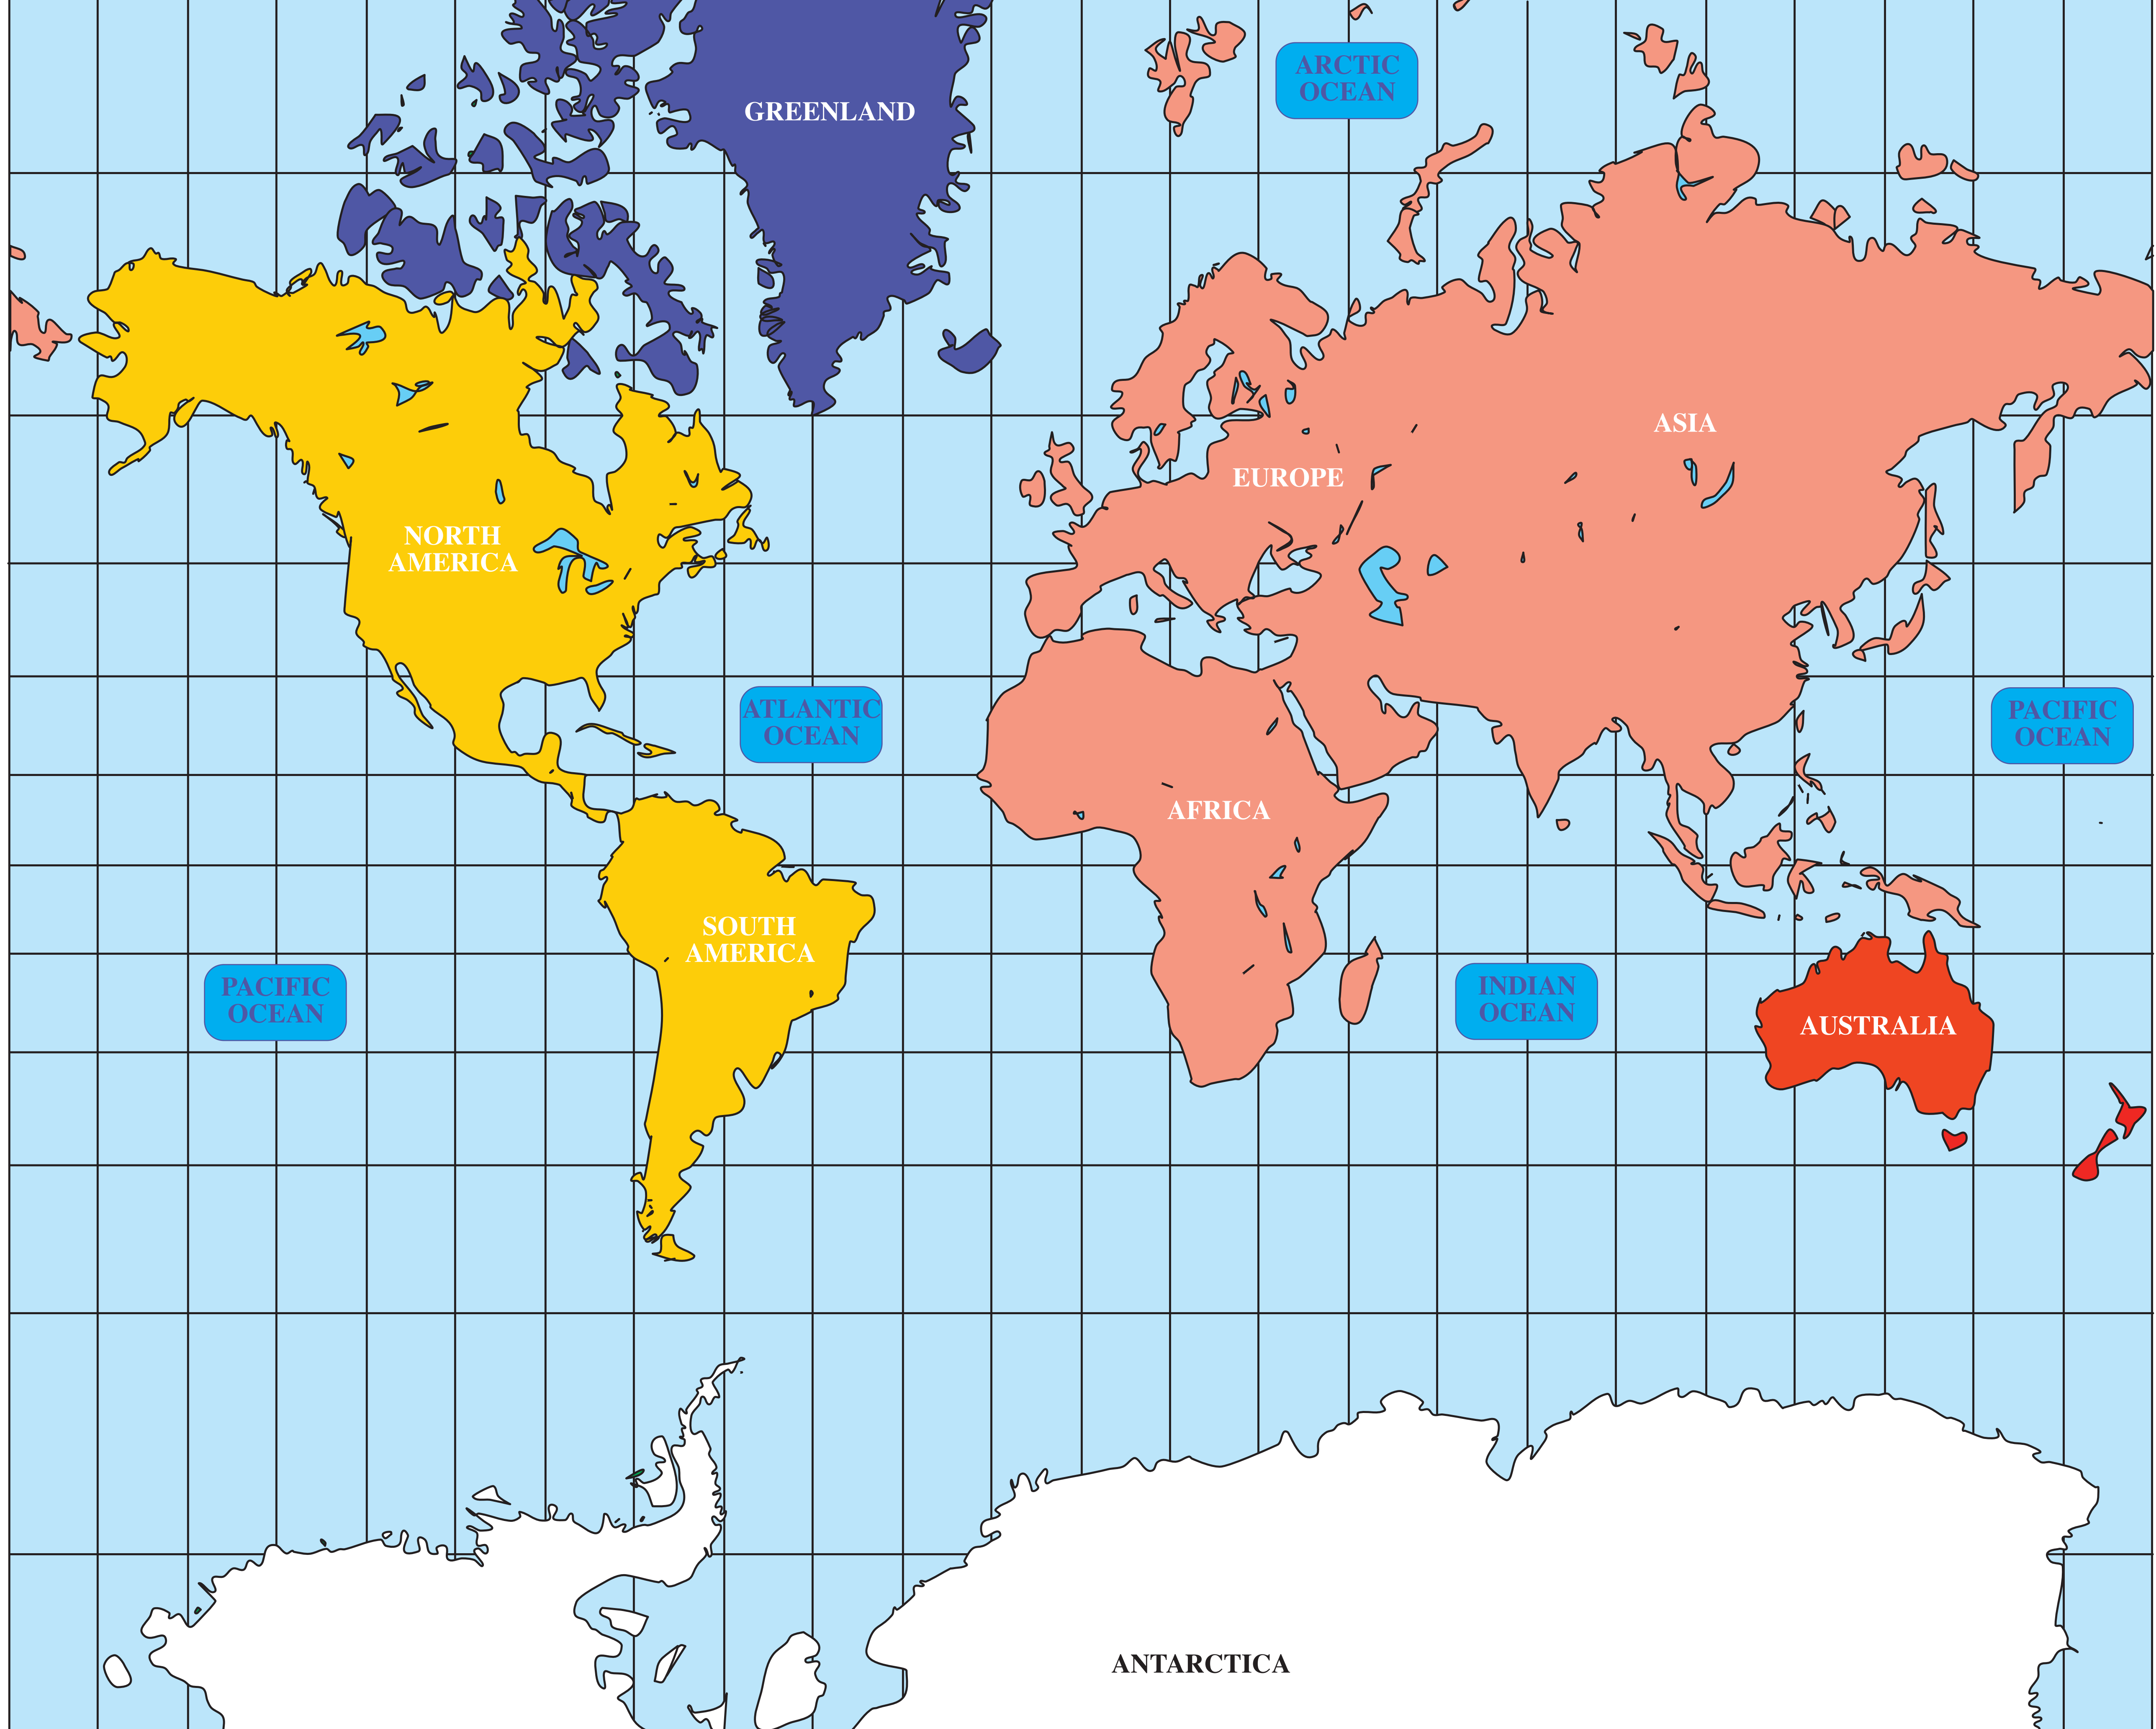 ARCTIC
OCEAN
GREENLAND
ASIA
EUROPE
NORTH
AMERICA
ATLANTIC
OCEAN
PACIFIC
OCEAN
AFRICA
SOUTH
AMERICA
PACIFIC
OCEAN
INDIAN
OCEAN
AUSTRALIA
ANTARCTICA